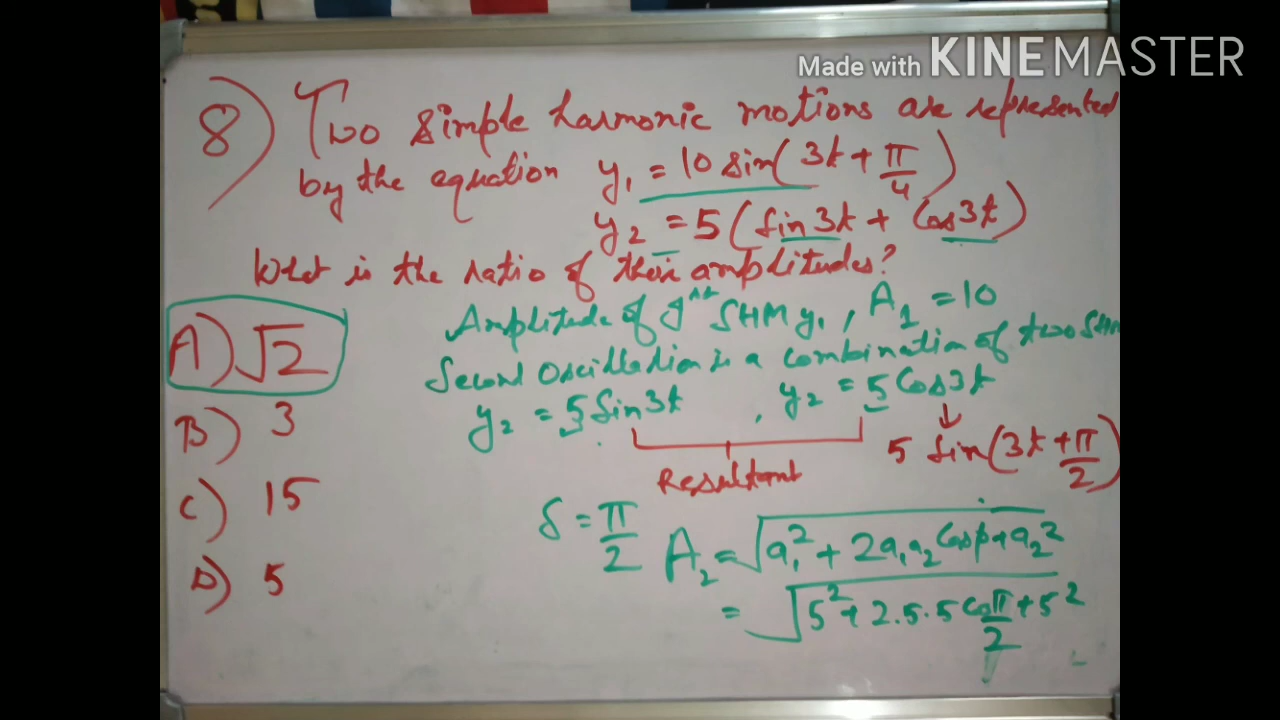 Made with KINEMASTER
8) Two simple harmonic motions are represented
by the equation y₁ = 10 sin(3t + π/4)
y₂ = 5 (sin 3t + Cos 3t)
What is the ratio of their amplitudes?
A) √2
B) 3
C) 15
D) 5
Amplitude of SHM y₁, A₁ = 10
Second Oscillation is a combination of two SHM
y₂ = 5 Sin 3t , y₂ = 5 Cos 3t
5 Sin(3t + π/2)
Resultant
δ = π/2
A₂ = √a₁² + 2a₁a₂ Cosφ + a₂²
= √5² + 2.5.5 Cos π/2 + 5²